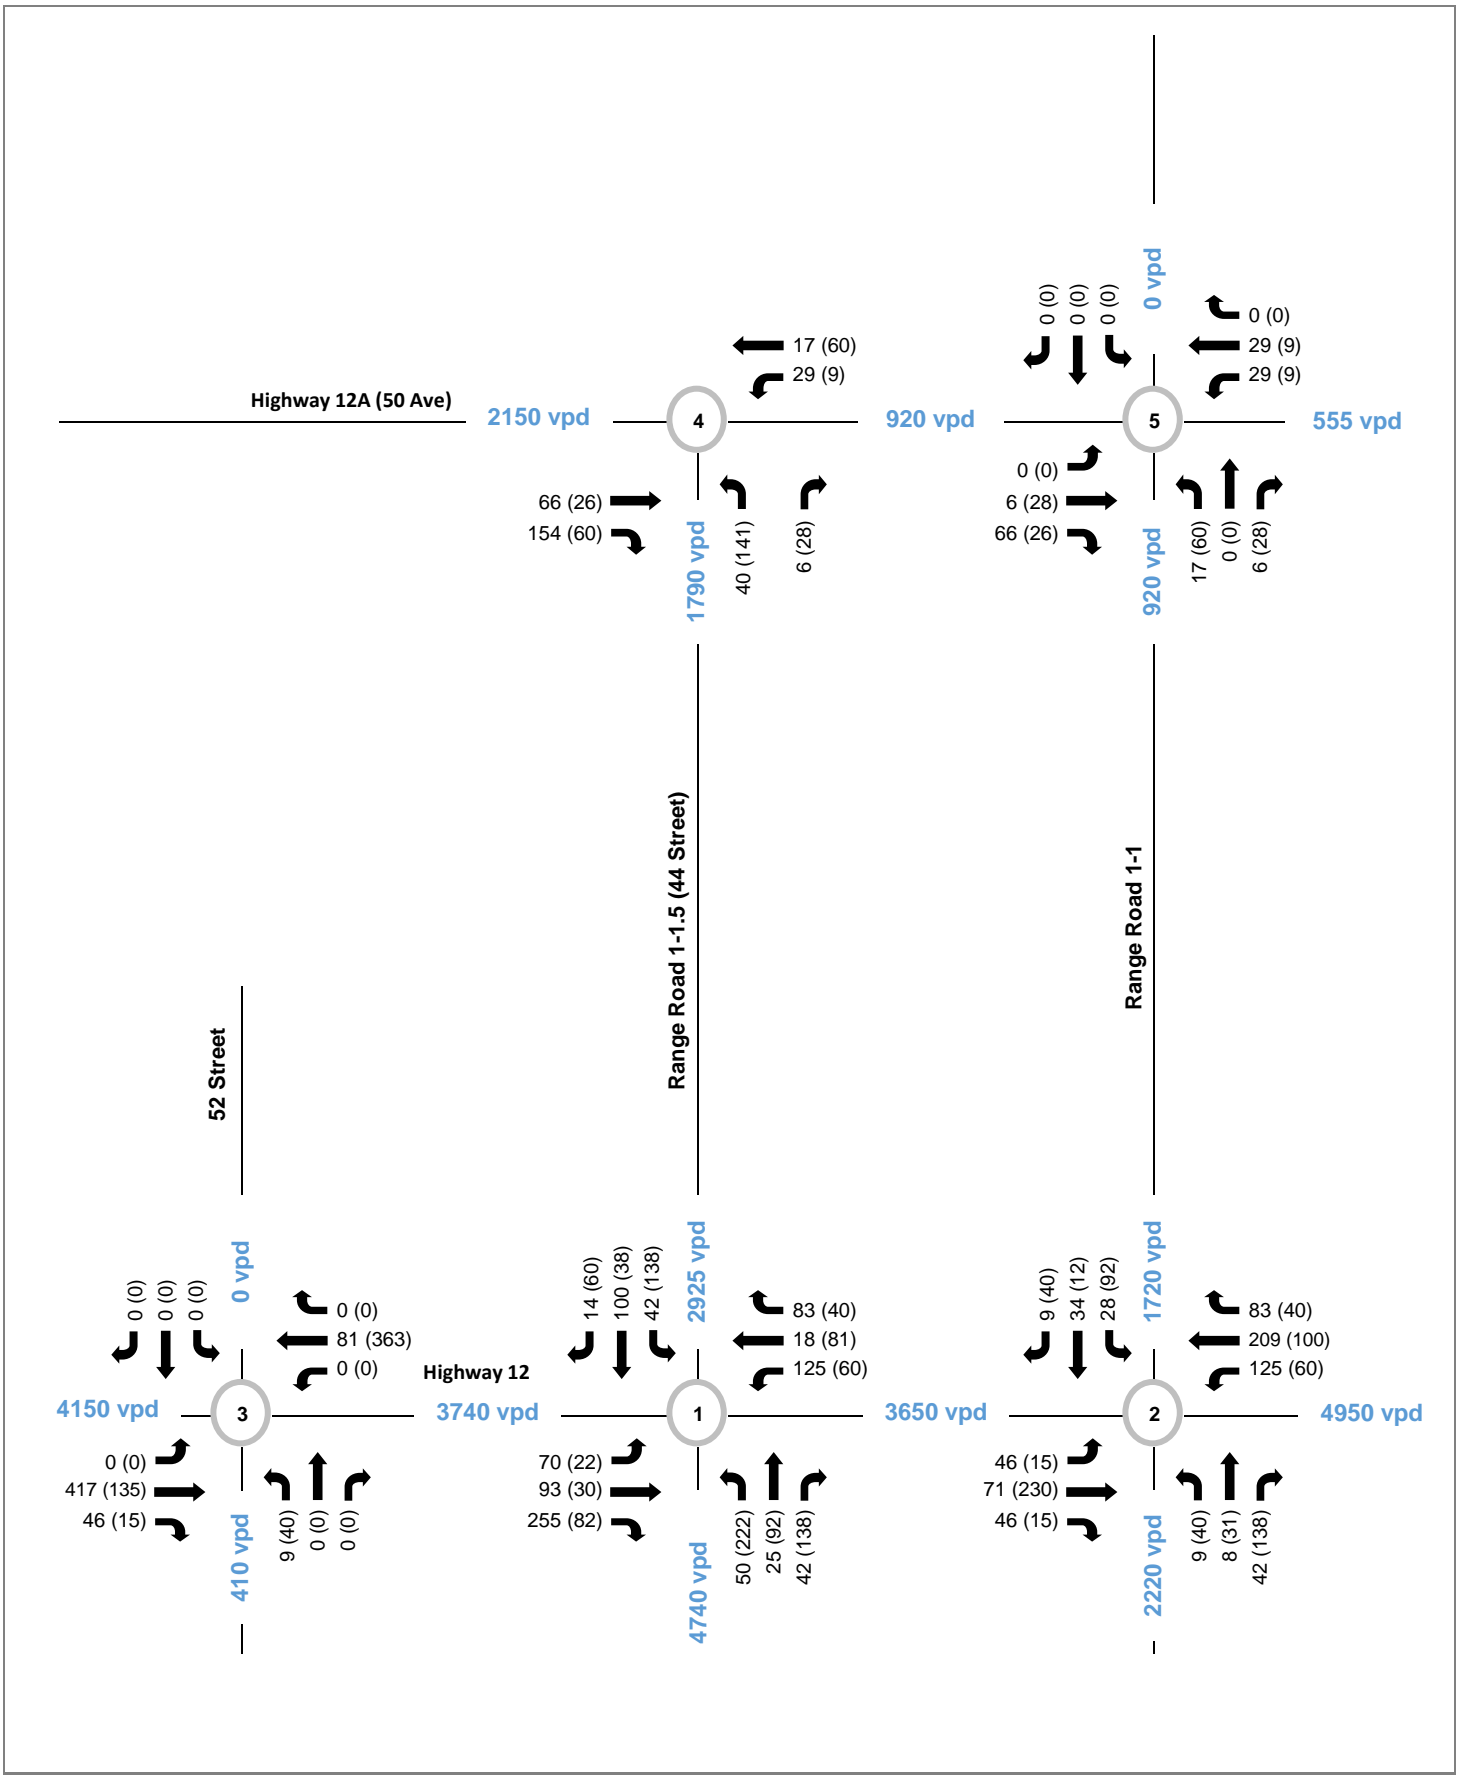 0 vpd
0 (0)
0 (0)
0 (0)
0 (0)
29 (9)
29 (9)
17 (60)
29 (9)
Highway 12A (50 Ave)
2150 vpd
4
920 vpd
5
555 vpd
66 (26)
154 (60)
1790 vpd
40 (141)
6 (28)
0 (0)
6 (28)
66 (26)
920 vpd
17 (60)
0 (0)
6 (28)
Range Road 1-1.5 (44 Street)
Range Road 1-1
52 Street
0 (0)
0 (0)
0 (0)
0 vpd
0 (0)
81 (363)
0 (0)
Highway 12
14 (60)
100 (38)
42 (138)
2925 vpd
83 (40)
18 (81)
125 (60)
9 (40)
34 (12)
28 (92)
1720 vpd
83 (40)
209 (100)
125 (60)
4150 vpd
3
3740 vpd
1
3650 vpd
2
4950 vpd
0 (0)
417 (135)
46 (15)
410 vpd
9 (40)
0 (0)
0 (0)
70 (22)
93 (30)
255 (82)
4740 vpd
50 (222)
25 (92)
42 (138)
46 (15)
71 (230)
46 (15)
2220 vpd
9 (40)
8 (31)
42 (138)